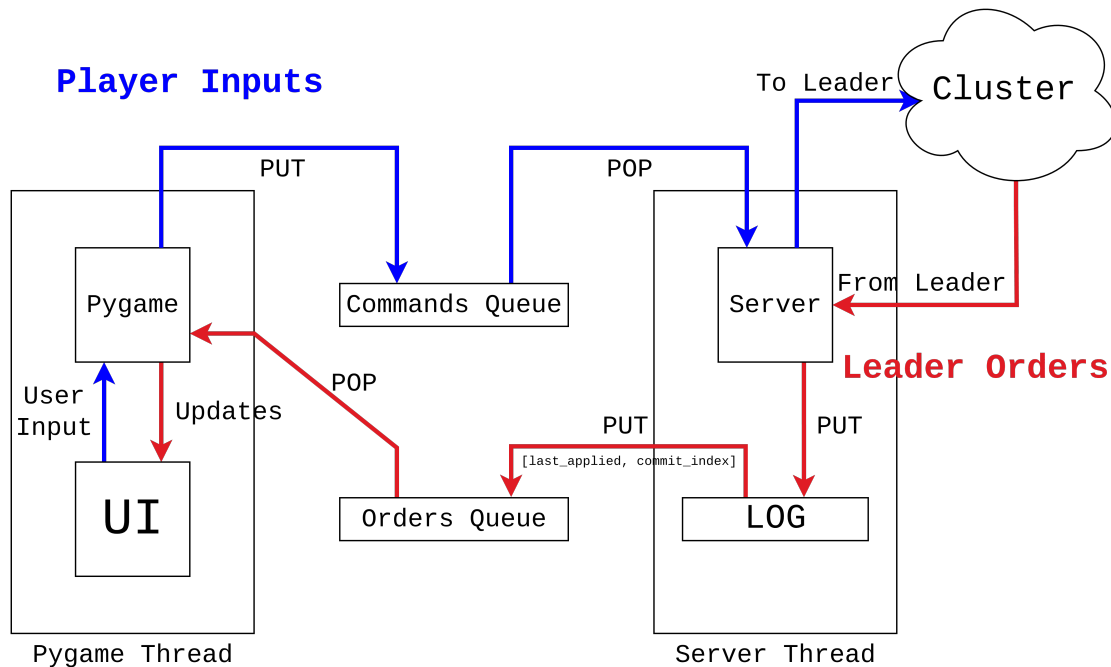 Player Inputs
To Leader
Cluster
PUT
POP
Pygame
Commands Queue
Server
From Leader
Leader Orders
User
Input
Updates
POP
PUT
PUT
[last_applied, commit_index]
UI
Orders Queue
LOG
Pygame Thread
Server Thread